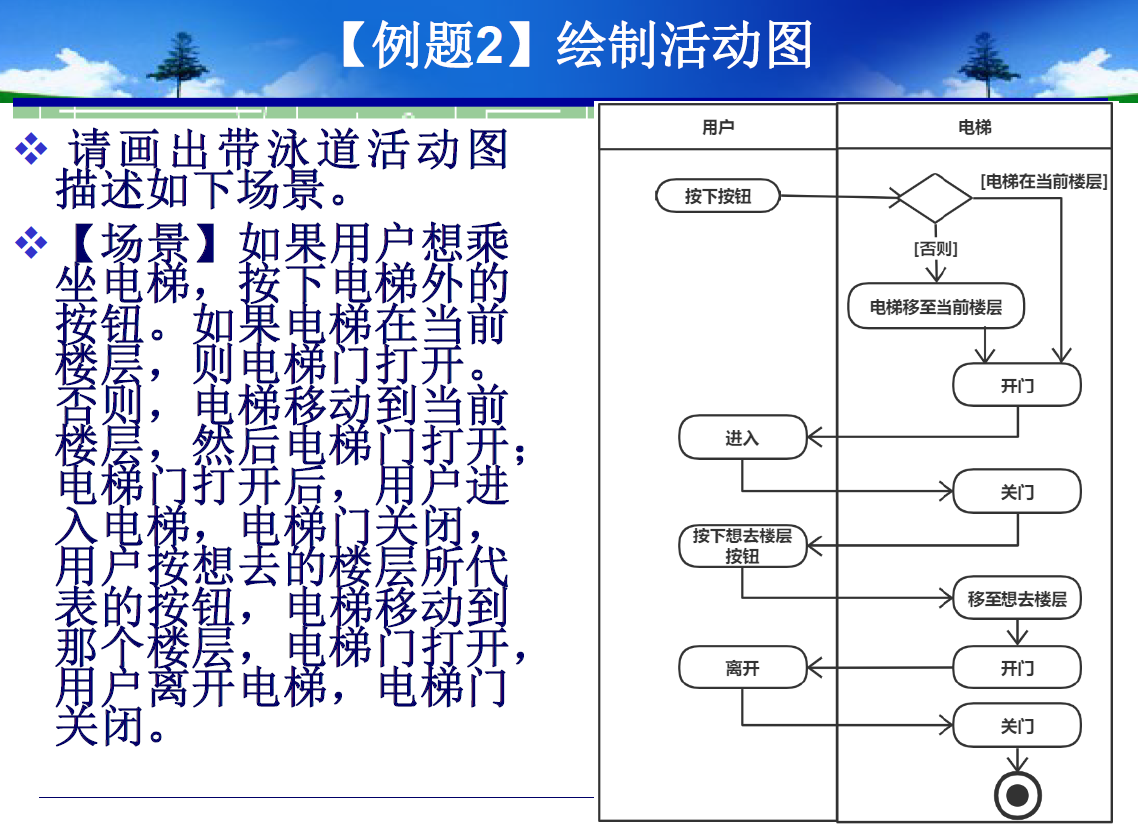 【例题2】绘制活动图
请画出带泳道活动图
描述如下场景。
【场景】如果用户想乘
坐电梯，按下电梯外的
按钮。如果电梯在当前
楼层，则电梯门打开。
否则，电梯移动到当前
楼层，然后电梯门打开；
电梯门打开后，用户进
入电梯，电梯门关闭，
用户按想去的楼层所代
表的按钮，电梯移动到
那个楼层，电梯门打开，
用户离开电梯，电梯门
关闭。
用户
电梯
按下按钮
[电梯在当前楼层]
[否则]
电梯移至当前楼层
开门
进入
关门
按下想去楼层
按钮
移至想去楼层
离开
开门
关门